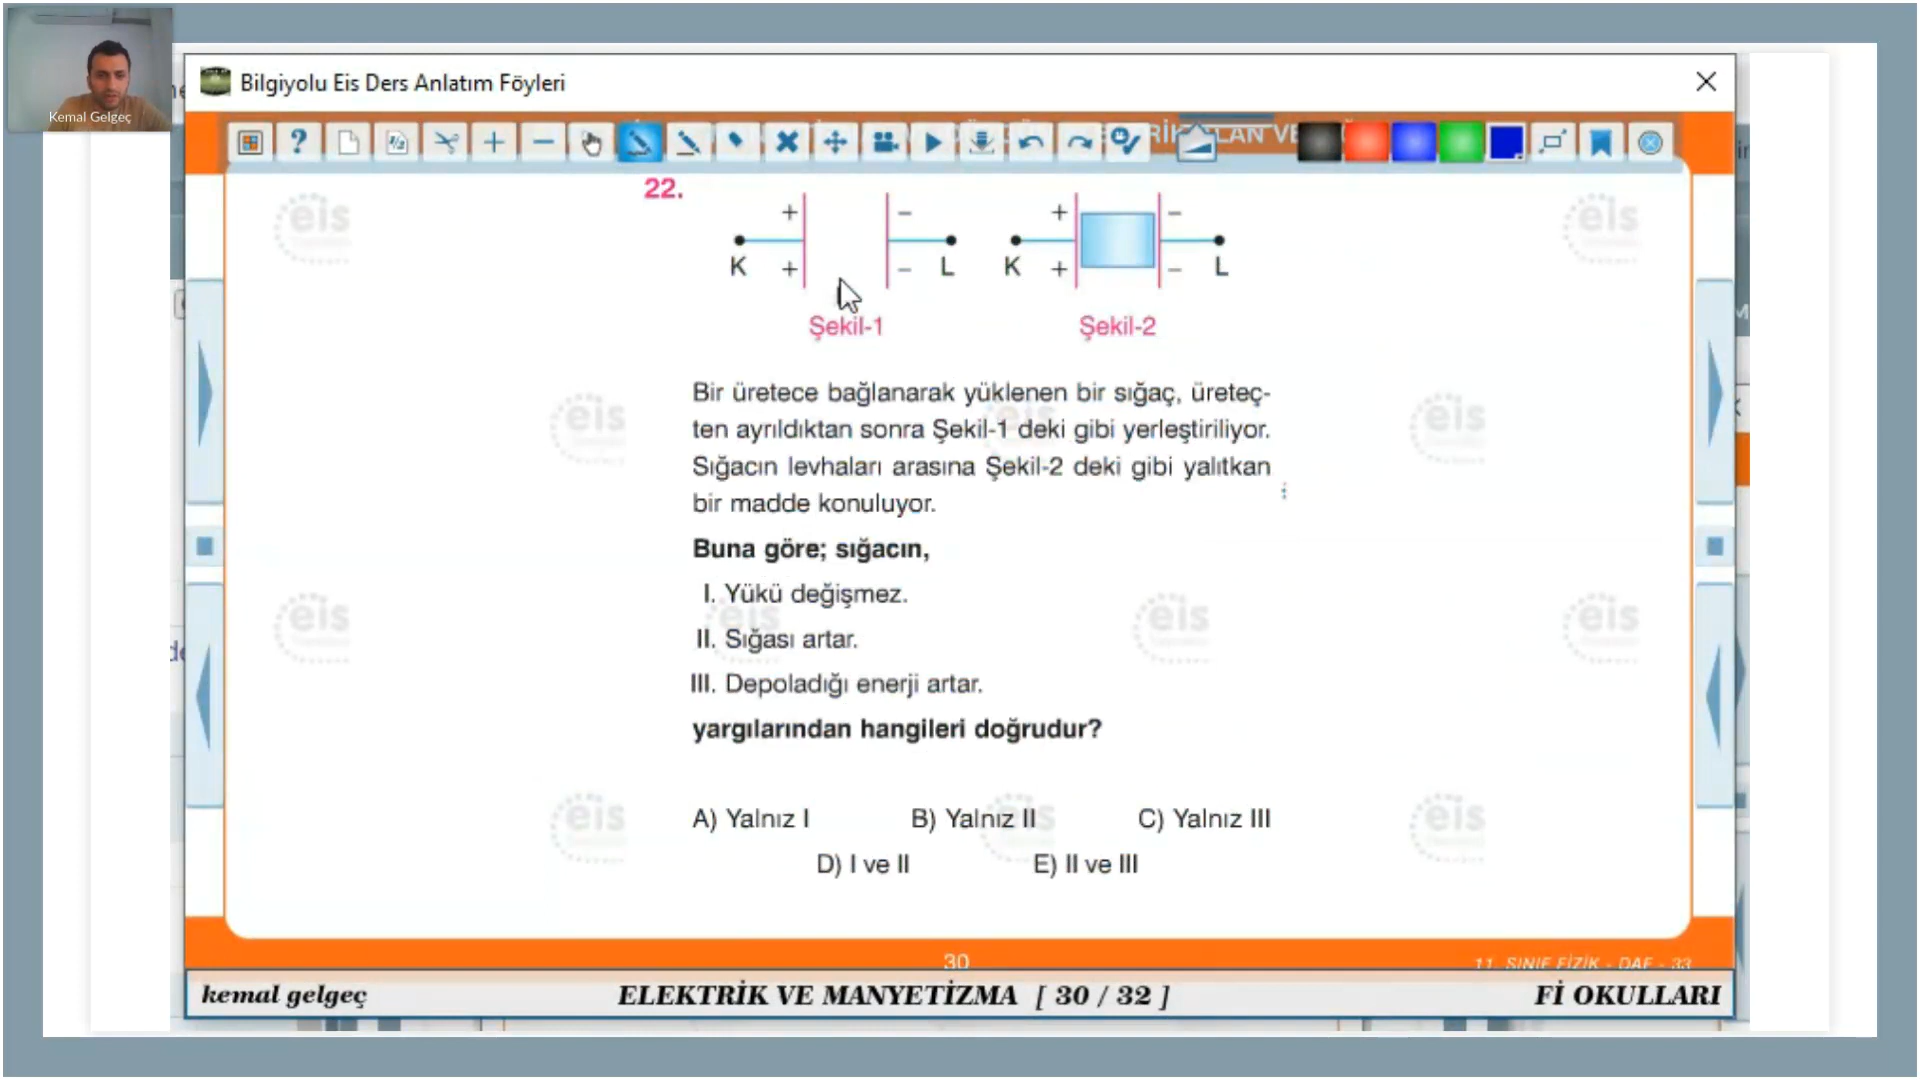 Kemal Gelgeç
Bilgiyolu Eis Ders Anlatım Föyleri
22.
+ − + −
K + − L K + − L
Şekil-1 Şekil-2
Bir üretece bağlanarak yüklenen bir sığaç, üreteç-
ten ayrıldıktan sonra Şekil-1 deki gibi yerleştiriliyor.
Sığacın levhaları arasına Şekil-2 deki gibi yalıtkan
bir madde konuluyor.
Buna göre; sığacın,
I. Yükü değişmez.
II. Sığası artar.
III. Depoladığı enerji artar.
yargılarından hangileri doğrudur?
A) Yalnız I B) Yalnız II C) Yalnız III
D) I ve II E) II ve III
eis
30
11. SINIF FİZİK - DAF - 33
kemal gelgeç ELEKTRİK VE MANYETİZMA [ 30 / 32 ] Fİ OKULLARI